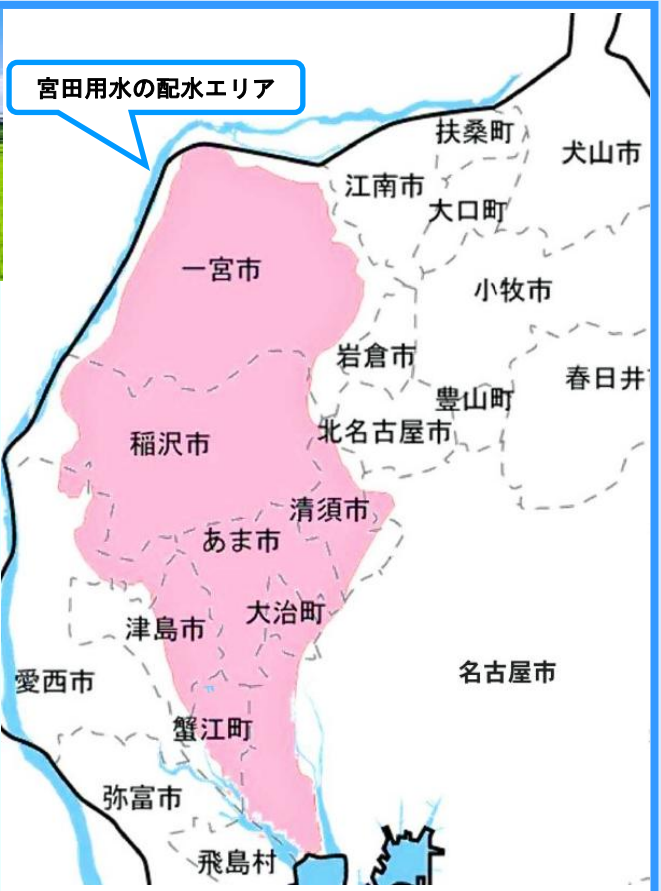 宮田用水の配水エリア
扶桑町
犬山市
江南市
大口町
一宮市
小牧市
岩倉市
春日井
豊山町
北名古屋市
稲沢市
清須市
あま市
大治町
津島市
名古屋市
愛西市
蟹江町
弥富市
飛島村